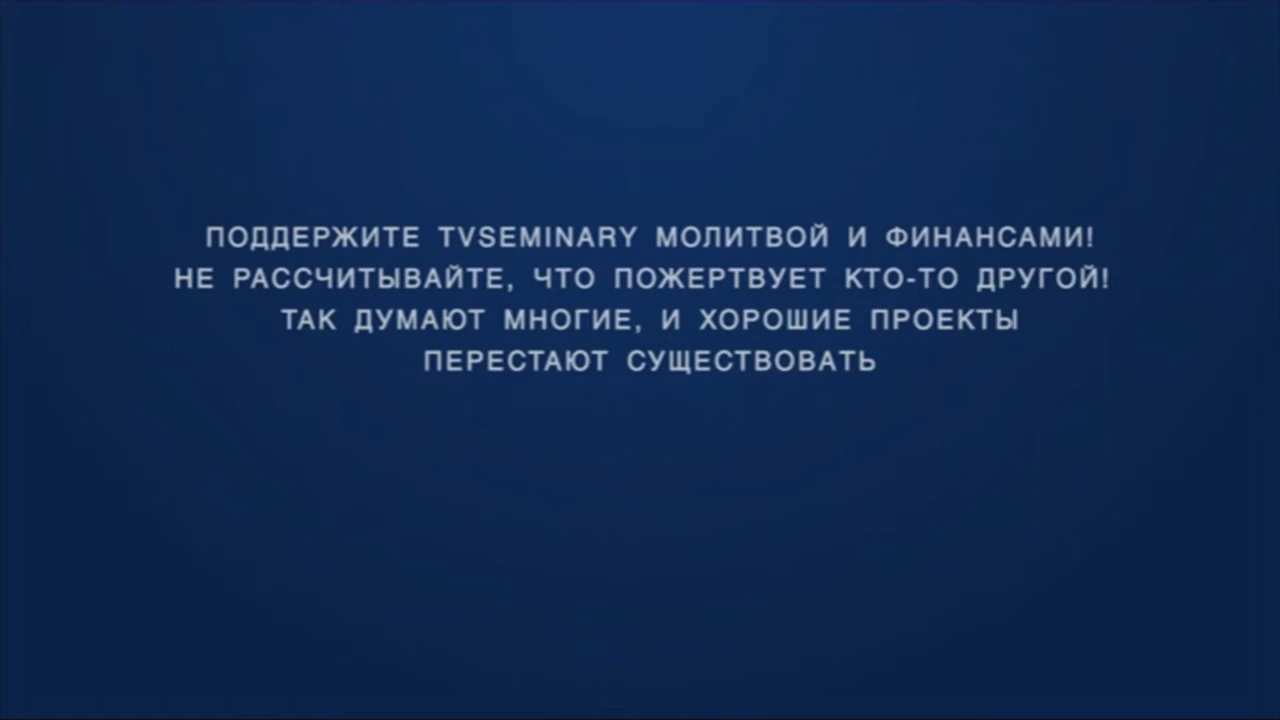 ПОДДЕРЖИТЕ TVSEMINARY МОЛИТВОЙ И ФИНАНСАМИ!
НЕ РАССЧИТЫВАЙТЕ, ЧТО ПОЖЕРТВУЕТ КТО-ТО ДРУГОЙ!
ТАК ДУМАЮТ МНОГИЕ, И ХОРОШИЕ ПРОЕКТЫ
ПЕРЕСТАЮТ СУЩЕСТВОВАТЬ